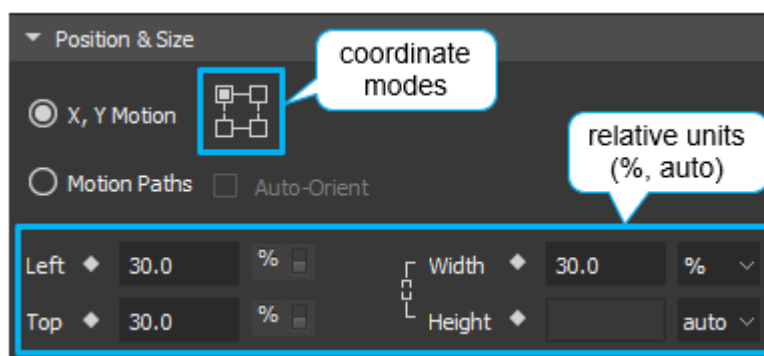 Position & Size
coordinate
modes
X, Y Motion
relative units
(%, auto)
Motion Paths Auto-Orient
Left 30.0 % Width 30.0 %
Top 30.0 % Height auto